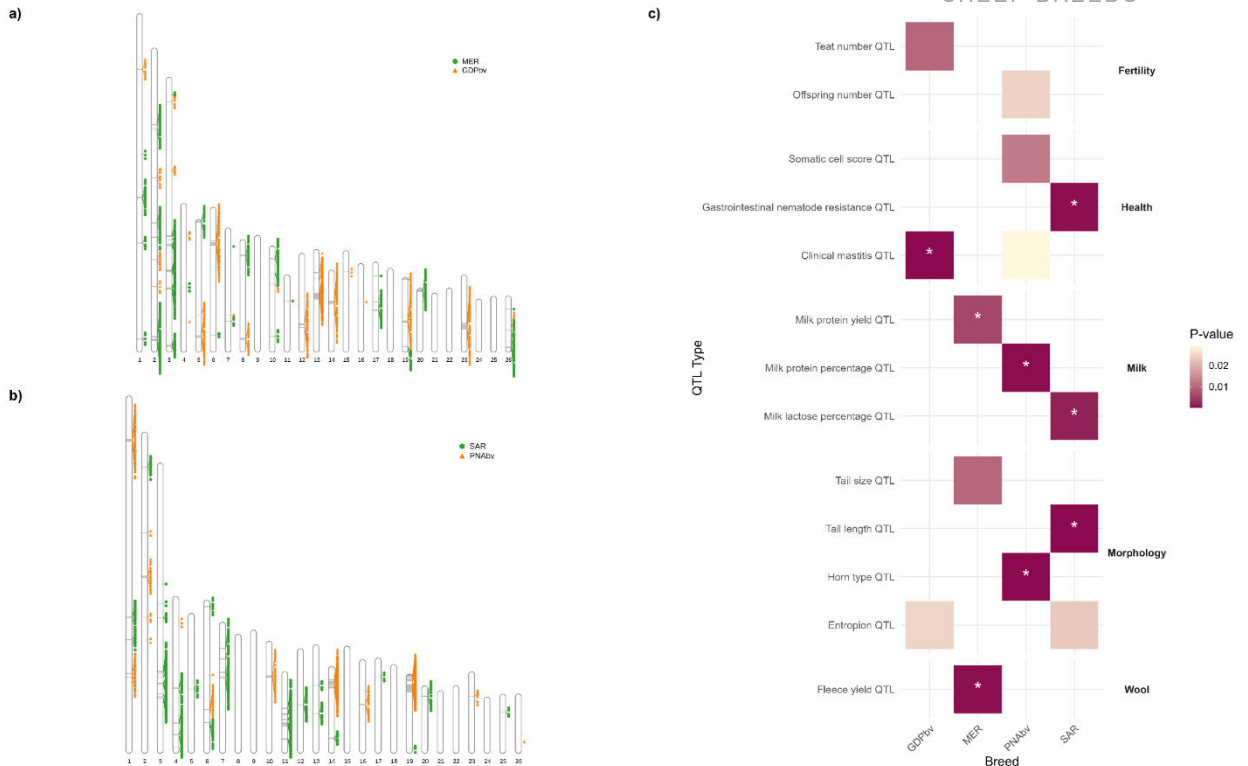 a)
MER
GDPbv
1 2 3 4 5 6 7 8 9 10 11 12 13 14 15 16 17 18 19 20 21 22 23 24 25 26
b)
SAR
PNAbv
1 2 3 4 5 6 7 8 9 10 11 12 13 14 15 16 17 18 19 20 21 22 23 24 25 26
c)
Teat number QTL
Fertility
Offspring number QTL
Somatic cell score QTL
Gastrointestinal nematode resistance QTL
*
Health
Clinical mastitis QTL
*
Milk protein yield QTL
*
Milk protein percentage QTL
*
Milk
Milk lactose percentage QTL
*
Tail size QTL
Tail length QTL
*
Morphology
Horn type QTL
*
Entropion QTL
Fleece yield QTL
*
Wool
QTL Type
GDPbv
MER
PNAbv
SAR
Breed
P-value
0.02
0,01